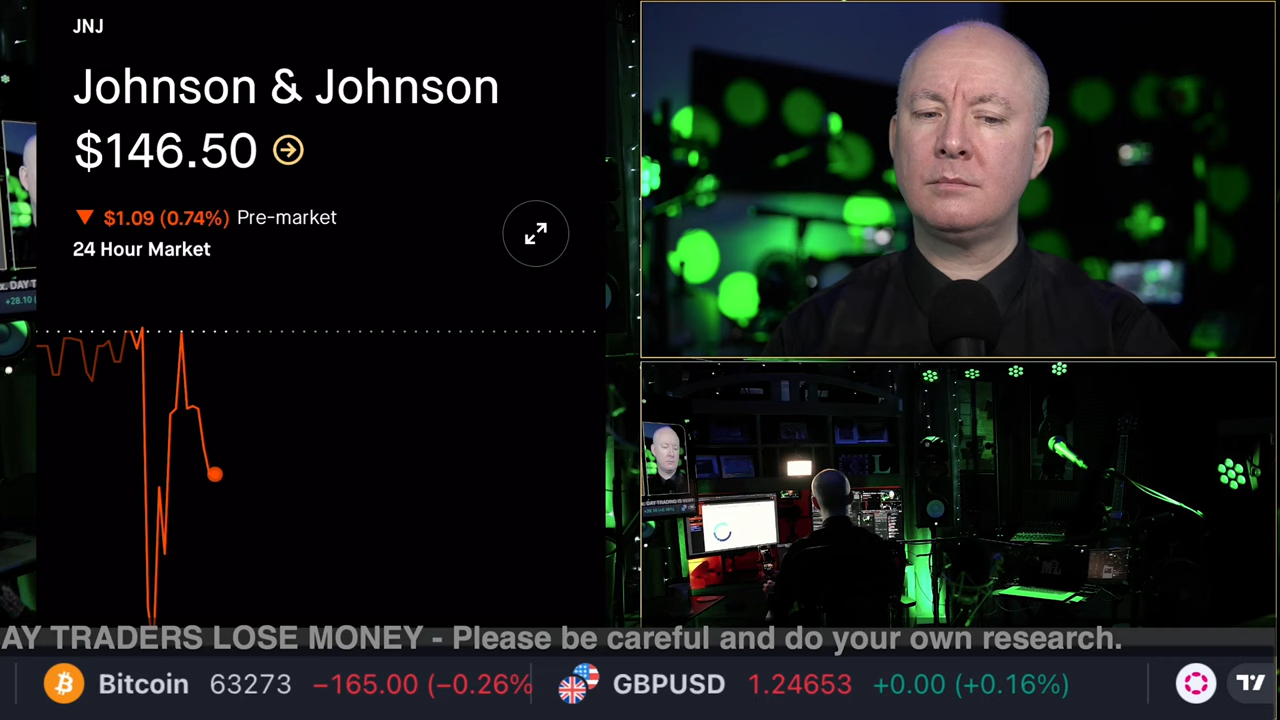 JNJ
Johnson & Johnson
$146.50
$1.09 (0.74%) Pre-market
24 Hour Market
AY TRADERS LOSE MONEY - Please be careful and do your own research.
Bitcoin 63273 −165.00 (−0.26%
GBPUSD 1.24653 +0.00 (+0.16%)